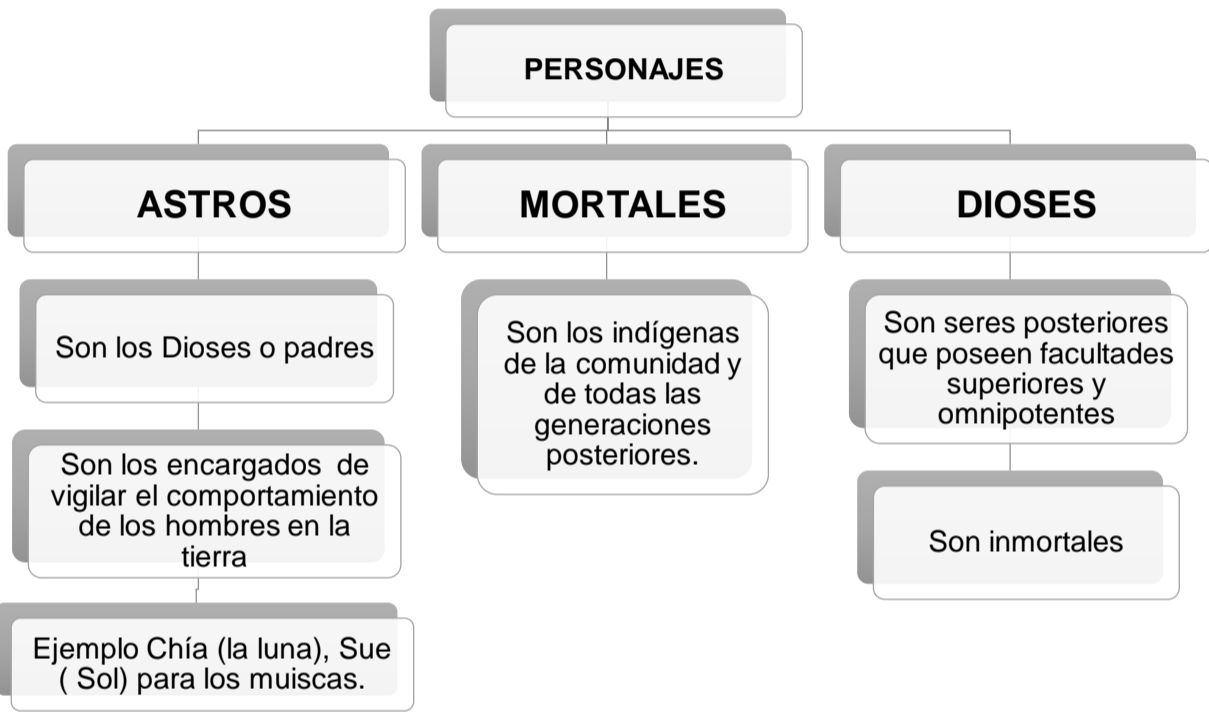 PERSONAJES
ASTROS
Son los Dioses o padres
Son los encargados de
vigilar el comportamiento
de los hombres en la
tierra
Ejemplo Chía (la luna), Sue
( Sol) para los muiscas.
MORTALES
Son los indígenas
de la comunidad y
de todas las
generaciones
posteriores.
DIOSES
Son seres posteriores
que poseen facultades
superiores y
omnipotentes
Son inmortales